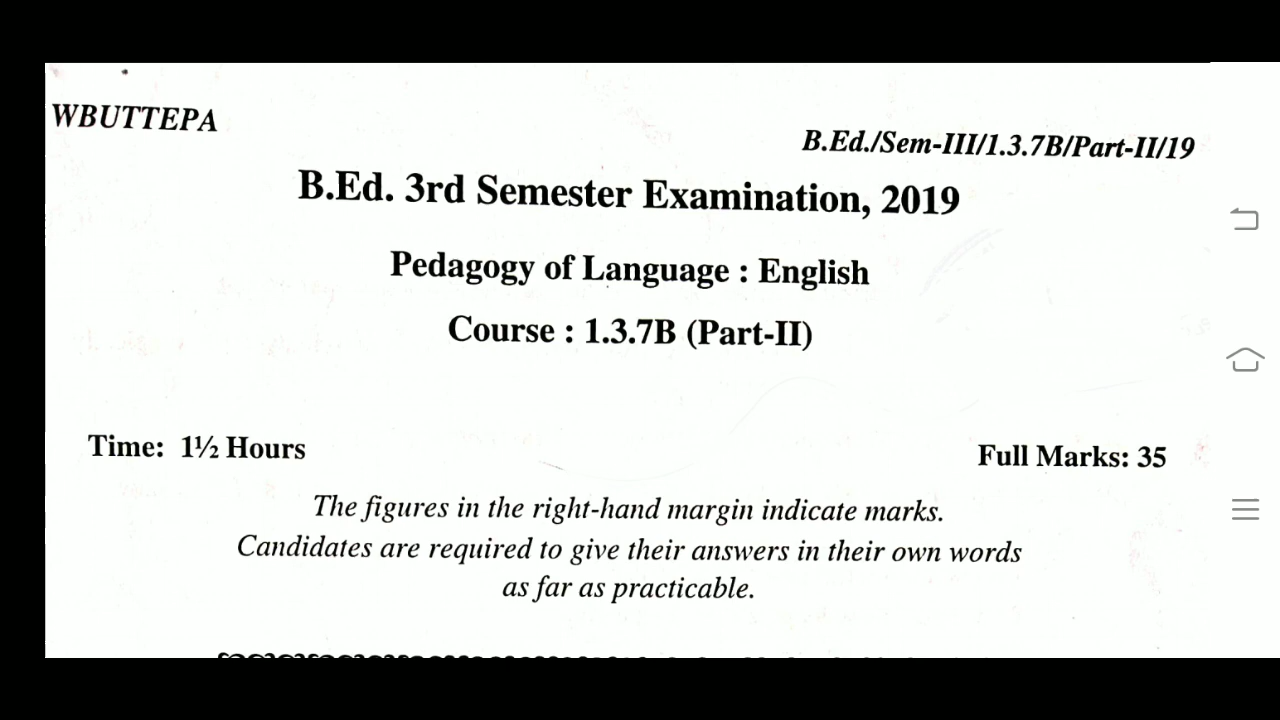 WBUTTEPA
B.Ed./Sem-III/1.3.7B/Part-II/19
B.Ed. 3rd Semester Examination, 2019
Pedagogy of Language : English
Course : 1.3.7B (Part-II)
Time: 1½ Hours
Full Marks: 35
The figures in the right-hand margin indicate marks.
Candidates are required to give their answers in their own words
as far as practicable.